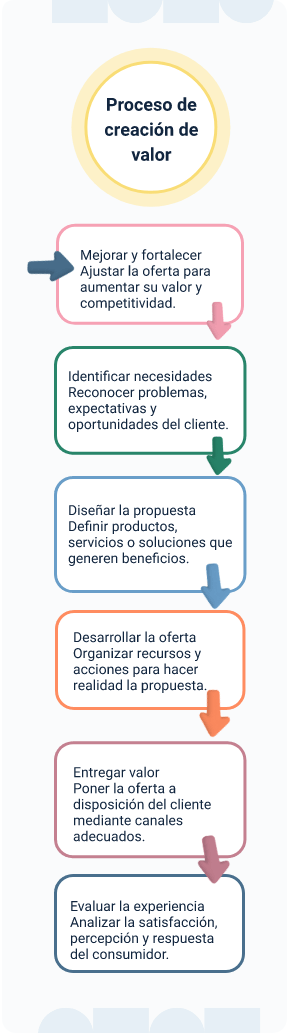 Proceso de
creación de
valor
Mejorar y fortalecer
Ajustar la oferta para
aumentar su valor y
competitividad.
Identificar necesidades
Reconocer problemas,
expectativas y
oportunidades del cliente.
Diseñar la propuesta
Definir productos,
servicios o soluciones que
generen beneficios.
Desarrollar la oferta
Organizar recursos y
acciones para hacer
realidad la propuesta.
Entregar valor
Poner la oferta a
disposición del cliente
mediante canales
adecuados.
Evaluar la experiencia
Analizar la satisfacción,
percepción y respuesta
del consumidor.